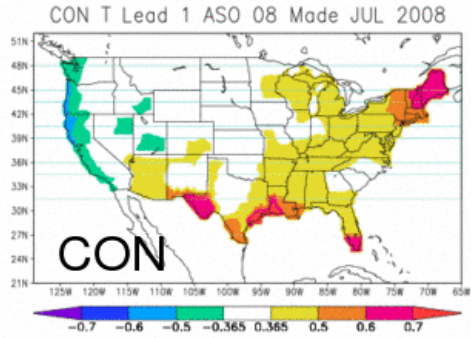 CON T Lead 1 ASO 08 Made JUL 2008
51N
48N
45N
42N
39N
36N
33N
30N
27N
24N
21N
CON
125W 120W 115W 110W 105W 100W 95W 90W 85W 80W 75W 70W 65W
-0.7 -0.6 -0.5 -0.365 0.365 0.5 0.6 0.7